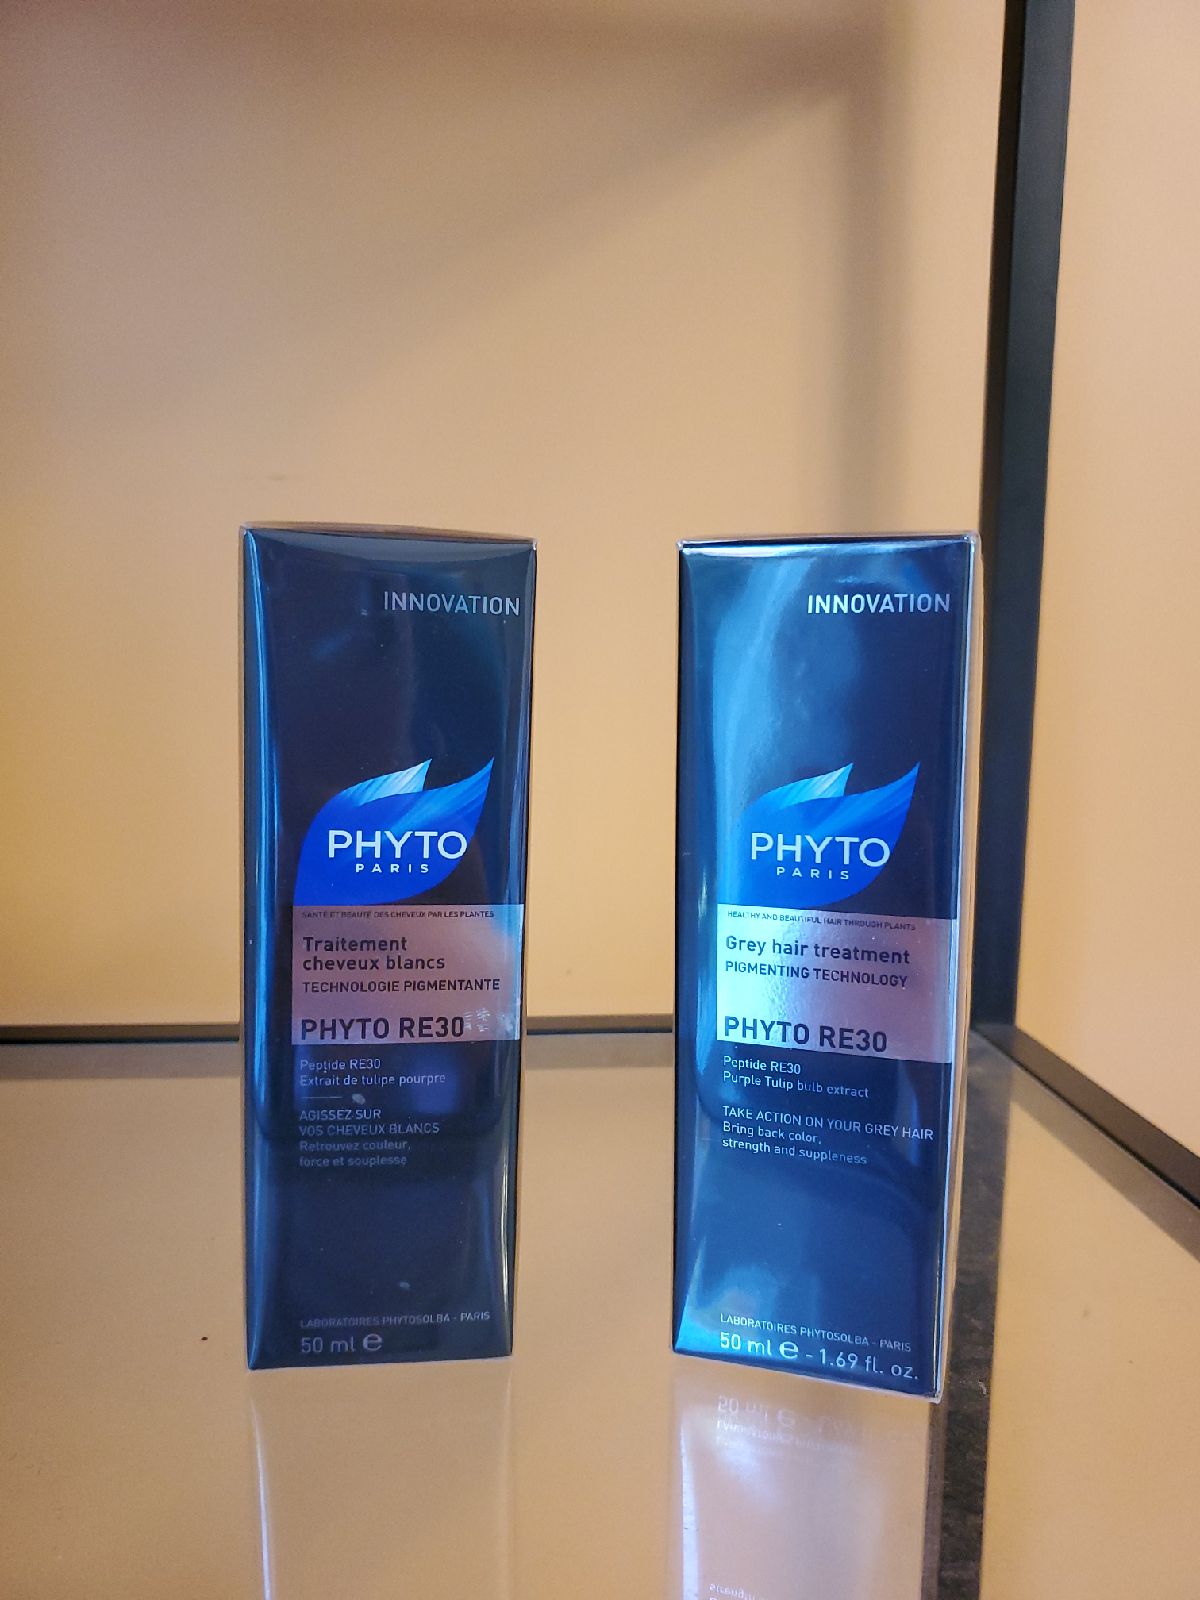 INNOVATION
PHYTO
PARIS
SANTÉ ET BEAUTÉ DES CHEVEUX PAR LES PLANTES
Traitement
cheveux blancs
TECHNOLOGIE PIGMENTANTE
PHYTO RE30
Peptide RE30
Extrait de tulipe pourpre
AGISSEZ SUR
VOS CHEVEUX BLANCS
Retrouvez couleur,
force et souplesse
LABORATOIRES PHYTOSOLBA - PARIS
50 ml e
INNOVATION
PHYTO
PARIS
HEALTHY AND BEAUTIFUL HAIR THROUGH PLANTS
Grey hair treatment
PIGMENTING TECHNOLOGY
PHYTO RE30
Peptide RE30
Purple Tulip bulb extract
TAKE ACTION ON YOUR GREY HAIR
Bring back color,
strength and suppleness
LABORATOIRES PHYTOSOLBA - PARIS
50 ml e - 1.69 fl. oz.